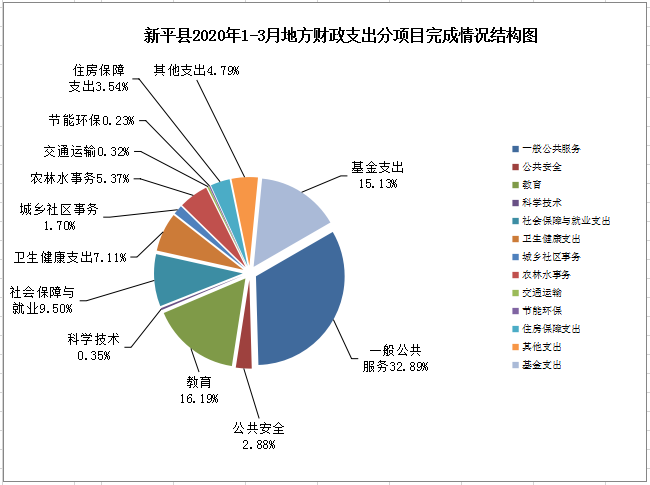 新平县2020年1-3月地方财政支出分项目完成情况结构图
住房保障
支出3.54%
其他支出4.79%
节能环保0.23%
交通运输0.32%
农林水事务5.37%
城乡社区事务
1.70%
卫生健康支出7.11%
社会保障与
就业9.50%
科学技术
0.35%
教育
16.19%
公共安全
2.88%
一般公共
服务32.89%
基金支出
15.13%
一般公共服务
公共安全
教育
科学技术
社会保障与就业支出
卫生健康支出
城乡社区事务
农林水事务
交通运输
节能环保
住房保障支出
其他支出
基金支出